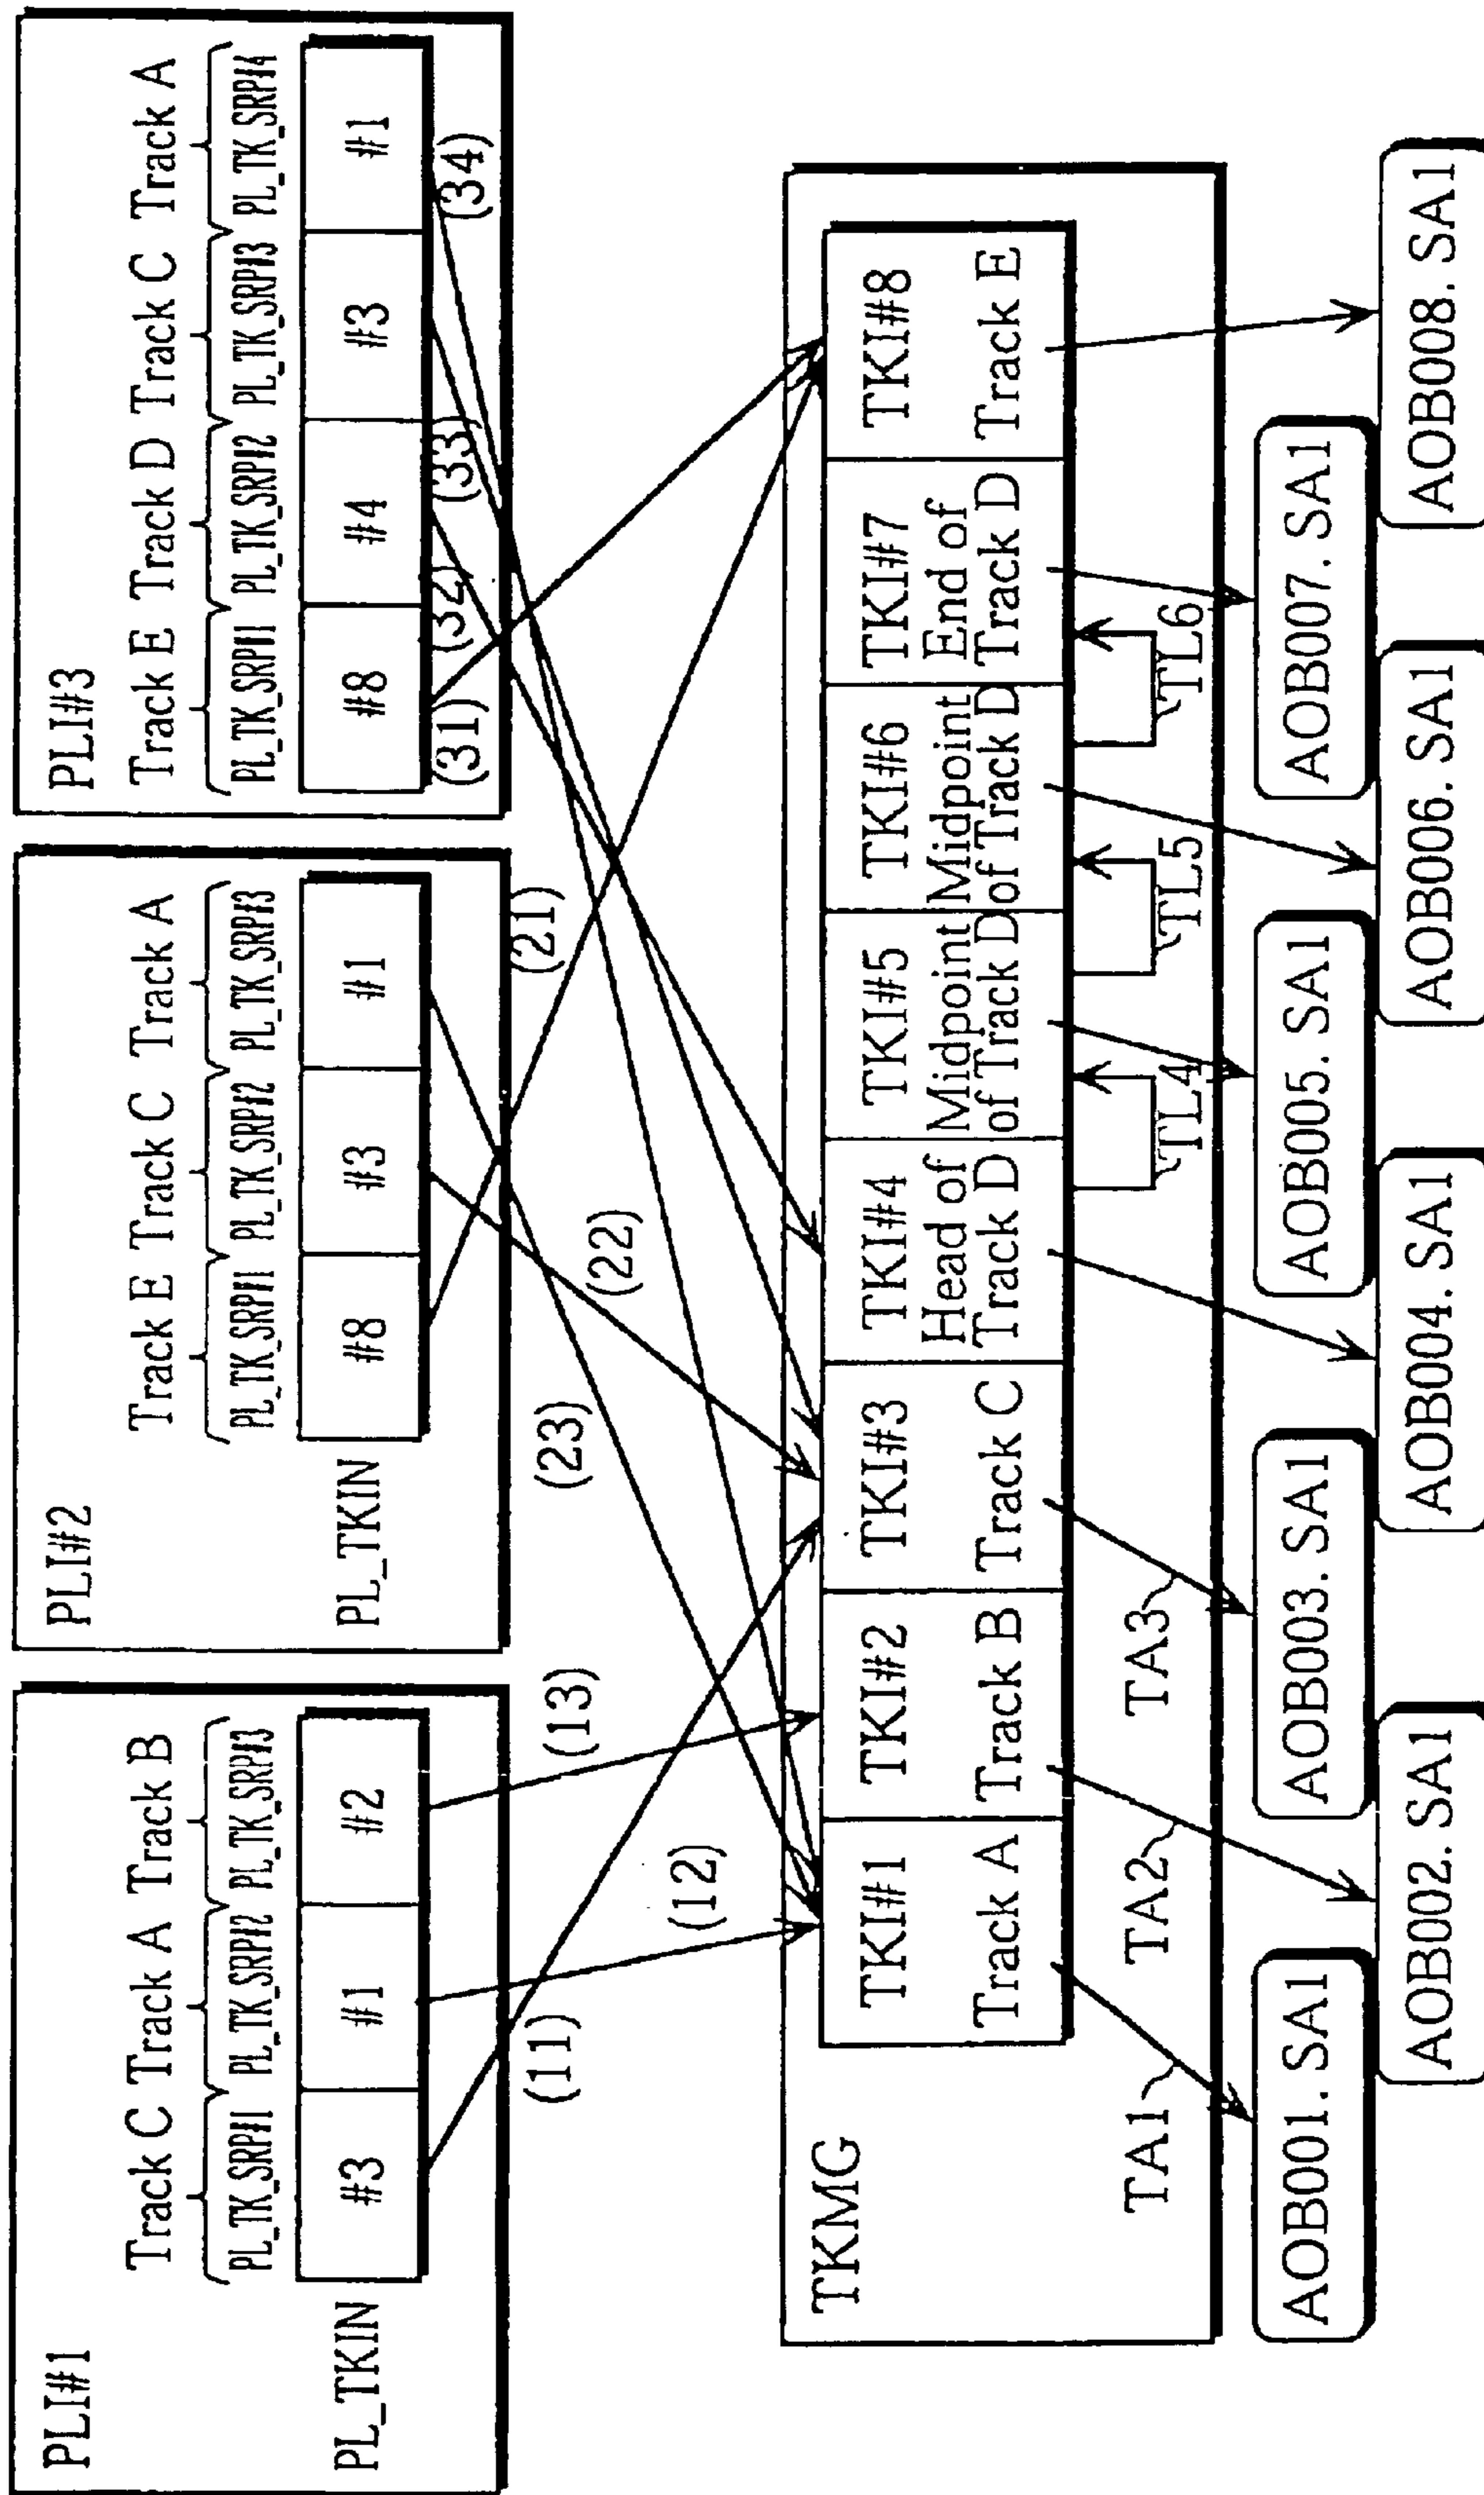 PLI#1
Track C Track A Track B
PL_TK_SRP#1 PL_TK_SRP#2 PL_TK_SRP#3
PL_TKIN
#3 #1 #2
(11)
(12)
(13)
PLI#2
Track E Track C Track A
PL_TK_SRP#1 PL_TK_SRP#2 PL_TK_SRP#3
PL_TKIN
#8 #3 #1
(23)
(22)
(21)
PLI#3
Track E Track D Track C Track A
PL_TK_SRP#1 PL_TK_SRP#2 PL_TK_SRP#3 PL_TK_SRP#4
#8 #4 #3 #1
(31)
(32)
(33)
(34)
TKMG
TKI#1
Track A
TKI#2
Track B
TKI#3
Track C
TKI#4
Head of
Track D
TKI#5
Midpoint
of Track D
TKI#6
Midpoint
of Track D
TKI#7
End of
Track D
TKI#8
Track E
TA1
TA2
TA3
TL4
TL5
TL6
AOB001. SA1
AOB003. SA1
AOB005. SA1
AOB007. SA1
AOB002. SA1
AOB004. SA1
AOB006. SA1
AOB008. SA1